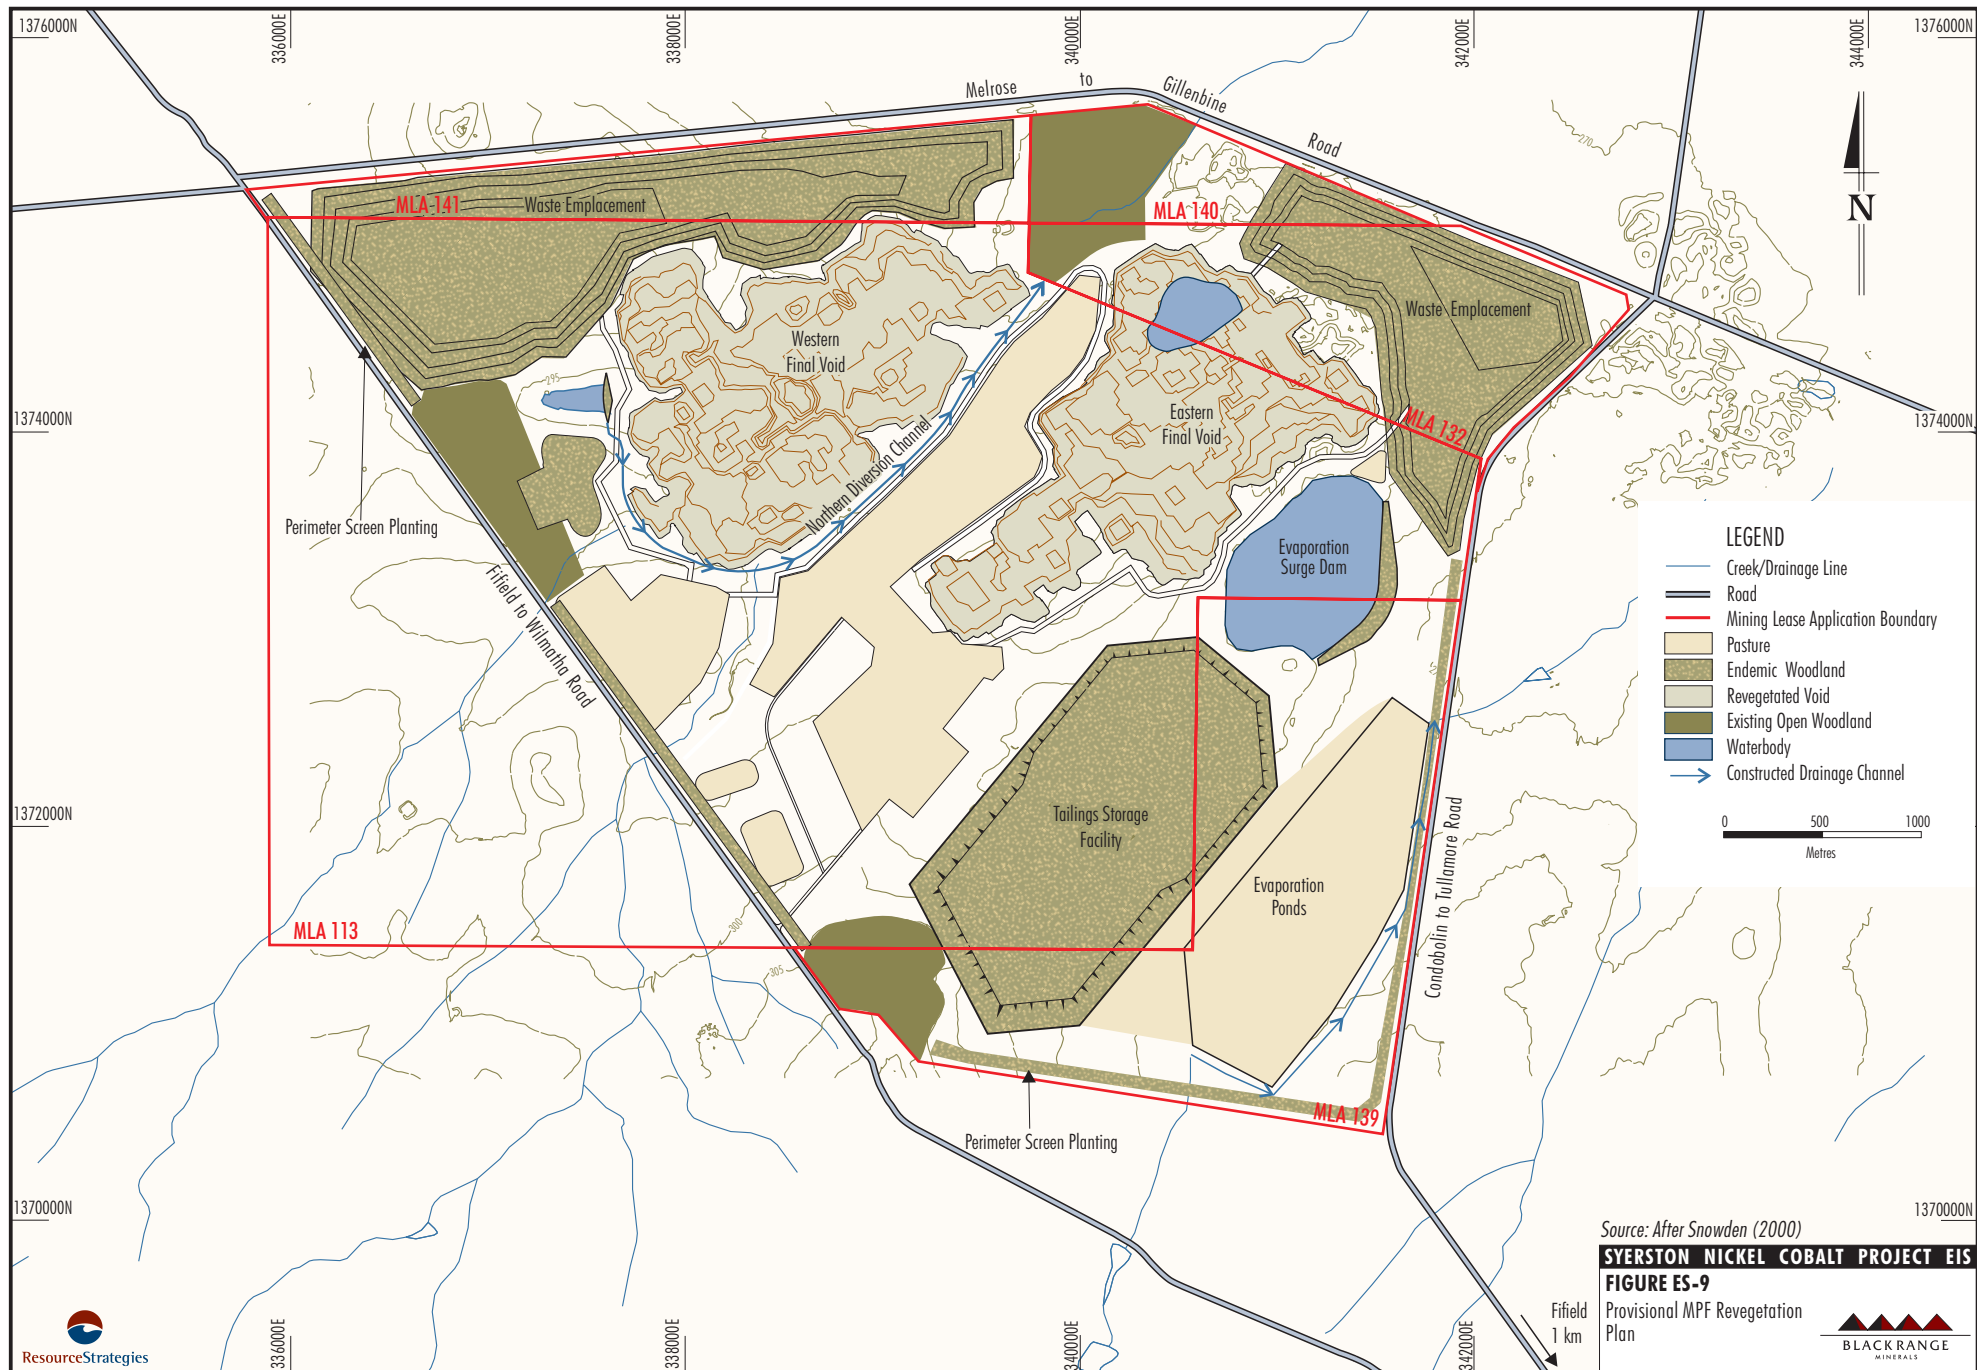 1376000N
336000E
338000E
340000E
342000E
344000E
1376000N
Melrose to Gillenbine Road
N
270
MLA 141
Waste Emplacement
MLA 140
Waste Emplacement
Western
Final Void
295
Eastern
Final Void
MLA 132
1374000N
1374000N
Northern Diversion Channel
Perimeter Screen Planting
Evaporation
Surge Dam
Fifield to Wilmatha Road
LEGEND
Creek/Drainage Line
Road
Mining Lease Application Boundary
Pasture
Endemic Woodland
Revegetated Void
Existing Open Woodland
Waterbody
Constructed Drainage Channel
0 500 1000
Metres
1372000N
Tailings Storage
Facility
Condobolin to Tullamore Road
Evaporation
Ponds
300
MLA 113
305
MLA 139
Perimeter Screen Planting
1370000N
1370000N
Source: After Snowden (2000)
SYERSTON NICKEL COBALT PROJECT EIS
FIGURE ES-9
Provisional MPF Revegetation
Plan
BLACK RANGE
MINERALS
Fifield
1 km
ResourceStrategies
336000E
338000E
340000E
342000E